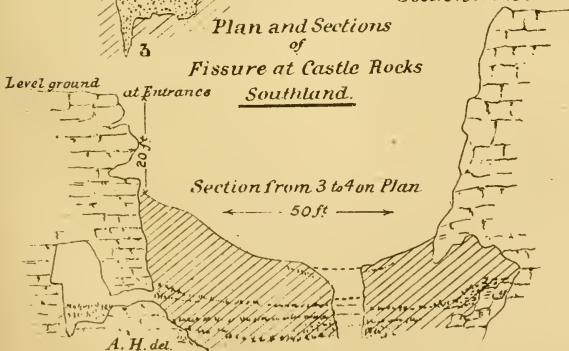 3
Plan and Sections
of
Fissure at Castle Rocks
Southland.
Level ground at Entrance
20 ft
Section from 3 to 4 on Plan
50 ft
A. H. del.